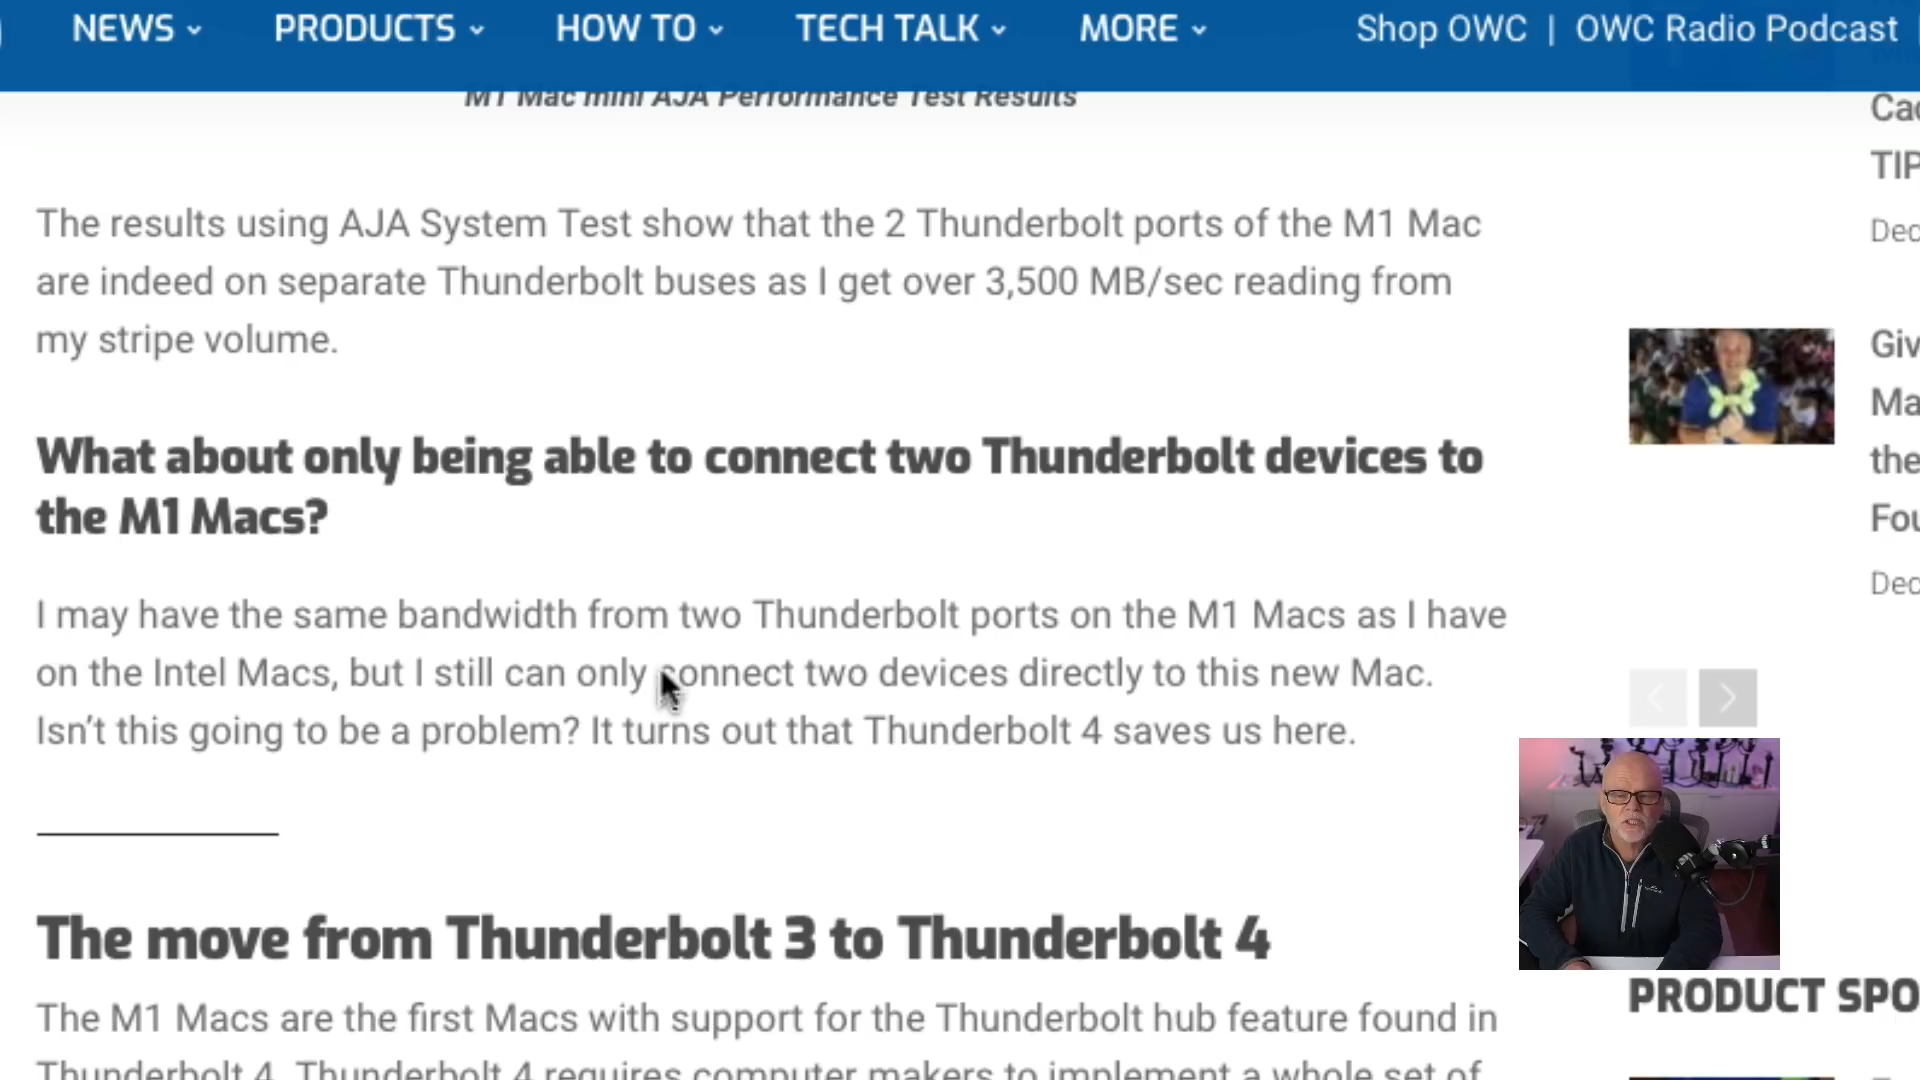 NEWS PRODUCTS HOW TO TECH TALK MORE Shop OWC | OWC Radio Podcast
M1 Mac mini AJA Performance Test Results
The results using AJA System Test show that the 2 Thunderbolt ports of the M1 Mac
are indeed on separate Thunderbolt buses as I get over 3,500 MB/sec reading from
my stripe volume.
What about only being able to connect two Thunderbolt devices to
the M1 Macs?
I may have the same bandwidth from two Thunderbolt ports on the M1 Macs as I have
on the Intel Macs, but I still can only connect two devices directly to this new Mac.
Isn’t this going to be a problem? It turns out that Thunderbolt 4 saves us here.
The move from Thunderbolt 3 to Thunderbolt 4
The M1 Macs are the first Macs with support for the Thunderbolt hub feature found in
Thunderbolt 4. Thunderbolt 4 requires computer makers to implement a whole set of
TIP
Dec
Giv
Ma
the
Fou
Dec
PRODUCT SPO